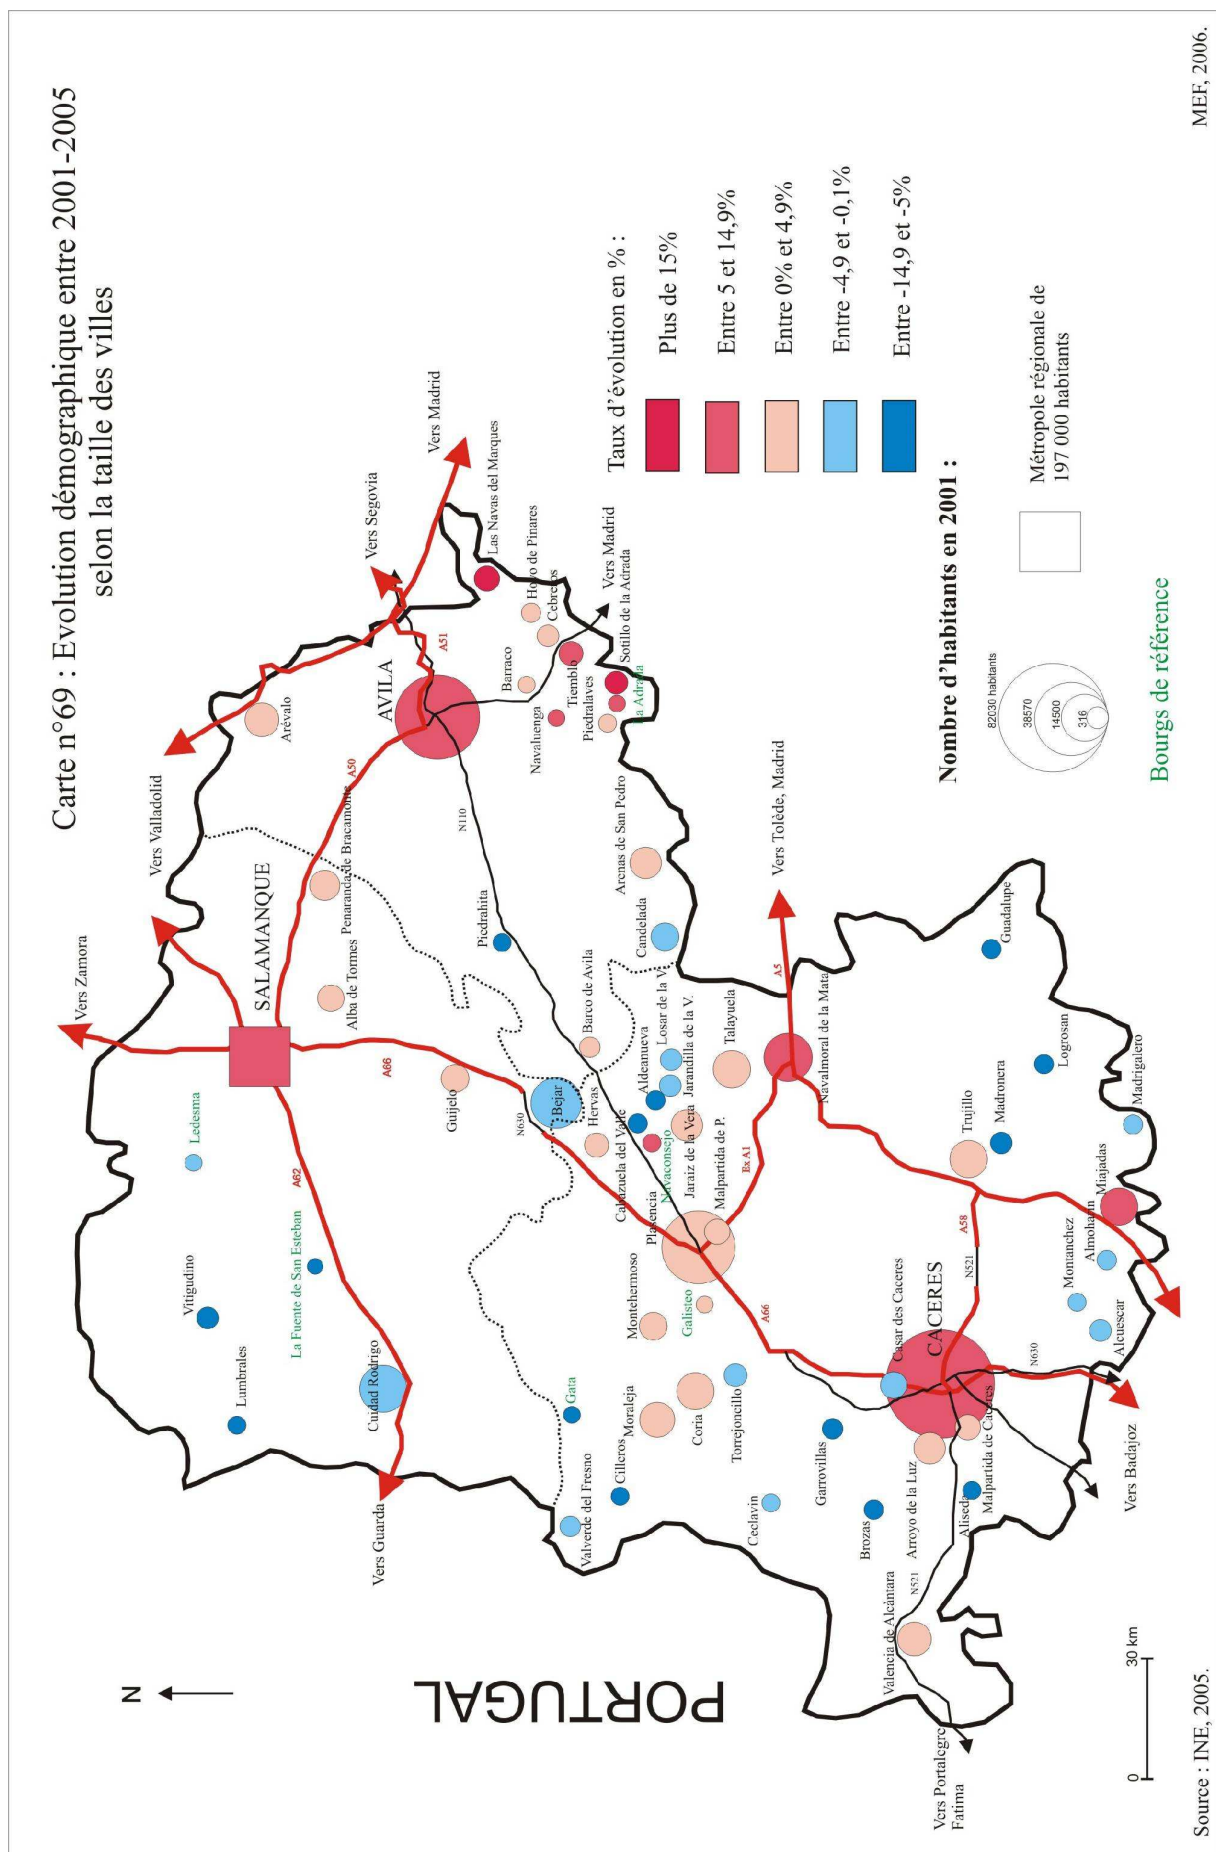 Carte n°69 : Evolution démographique entre 2001-2005
selon la taille des villes
Vers Zamora
Vers Valladolid
Vers Segovia
Vers Madrid
Ledesma
SALAMANQUE
Arévalo
AVILA
A51
A50
Vitigudino
Lumbrales
La Fuente de San Esteban
A62
A66
Alba de Tormes
Penaranda de Bracamonte
Cuidad Rodrigo
Vers Guarda
Guijuelo
N110
Piedrahita
Las Navas del Marques
Hoyo de Pinares
Cebreros
Barraco
Tiemblo
Navaluenga
Piedralaves
Vers Madrid
Sotillo de la Adrada
La Adrada
N630
Bejar
Barco de Avila
Hervas
Arenas de San Pedro
Candelada
Gata
Valverde del Fresno
Cilleros
Moraleja
Coria
Torrejoncillo
Montehermoso
Galisteo
Plasencia
Cabazuela del Valle
Navaconsejo
Aldeanueva
Losar de la V.
Jarandilla de la V.
Jaraiz de la Vera
Malpartida de P.
Talayuela
Ex A1
A5
Vers Tolède, Madrid
Navalmoral de la Mata
A66
Ceclavin
Garrovillas
Brozas
Arroyo de la Luz
Casar des Caceres
CACERES
Aliseda
Malpartida de Caceres
Valencia de Alcántara
N521
N521
A58
Trujillo
Madronera
Guadalupe
Logrosan
Madrigalero
Miajadas
Almoharin
Montanchez
Alcuescar
N630
Vers Badajoz
Vers Portalegre
Fatima
N
PORTUGAL
0
30 km
Taux d'évolution en % :
Plus de 15%
Entre 5 et 14,9%
Entre 0% et 4,9%
Entre -4,9 et -0,1%
Entre -14,9 et -5%
Nombre d'habitants en 2001 :
82030 habitants
38570
14500
316
Métropole régionale de
197 000 habitants
Bourgs de référence
Source : INE, 2005.
MEF, 2006.